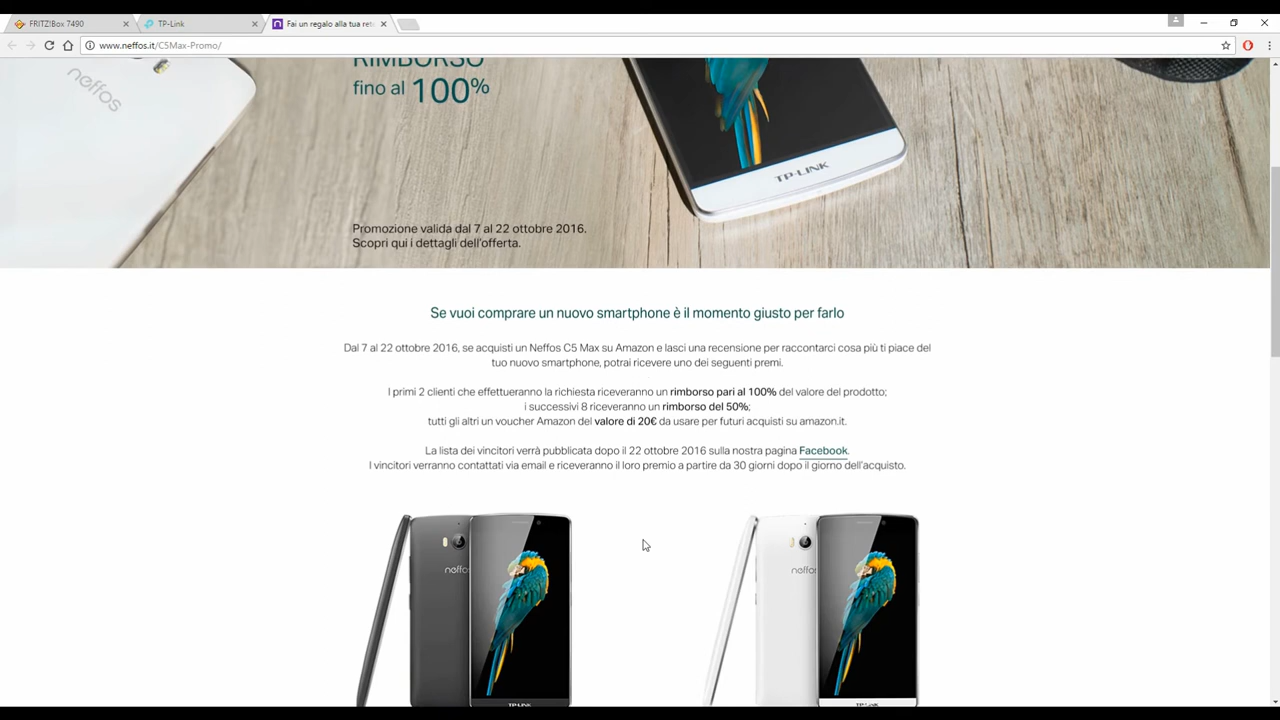 FRITZ!Box 7490
TP-Link
Fai un regalo alla tua ret
www.neffos.it/C5Max-Promo/
neffos
RIMBORSO
fino al 100%
TP-LINK
Promozione valida dal 7 al 22 ottobre 2016.
Scopri qui i dettagli dell'offerta.
Se vuoi comprare un nuovo smartphone è il momento giusto per farlo
Dal 7 al 22 ottobre 2016, se acquisti un Neffos C5 Max su Amazon e lasci una recensione per raccontarci cosa più ti piace del
tuo nuovo smartphone, potrai ricevere uno dei seguenti premi.
I primi 2 clienti che effettueranno la richiesta riceveranno un rimborso pari al 100% del valore del prodotto;
i successivi 8 riceveranno un rimborso del 50%;
tutti gli altri un voucher Amazon del valore di 20€ da usare per futuri acquisti su amazon.it.
La lista dei vincitori verrà pubblicata dopo il 22 ottobre 2016 sulla nostra pagina Facebook.
I vincitori verranno contattati via email e riceveranno il loro premio a partire da 30 giorni dopo il giorno dell'acquisto.
neffos
neffos
TP-LINK
TP-LINK